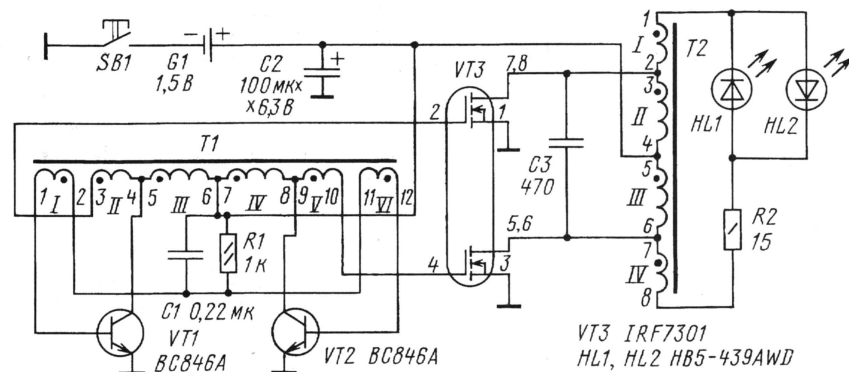 SB1
− +
G1
1,5 В
+
C2
100 мк×
×6,3 В
VT3
7,8
2
1
5,6
4
3
C3
470
T1
1 I 2 3 II 4 5 III 6 7 IV 8 9 V 10 11 VI 12
R1
1 к
C1 0,22 мк
VT1
BC846A
VT2 BC846A
1
I
2
3
II
4
5
III
6
7
IV
8
T2
HL1
HL2
R2
15
VT3 IRF7301
HL1, HL2 HB5-439AWD